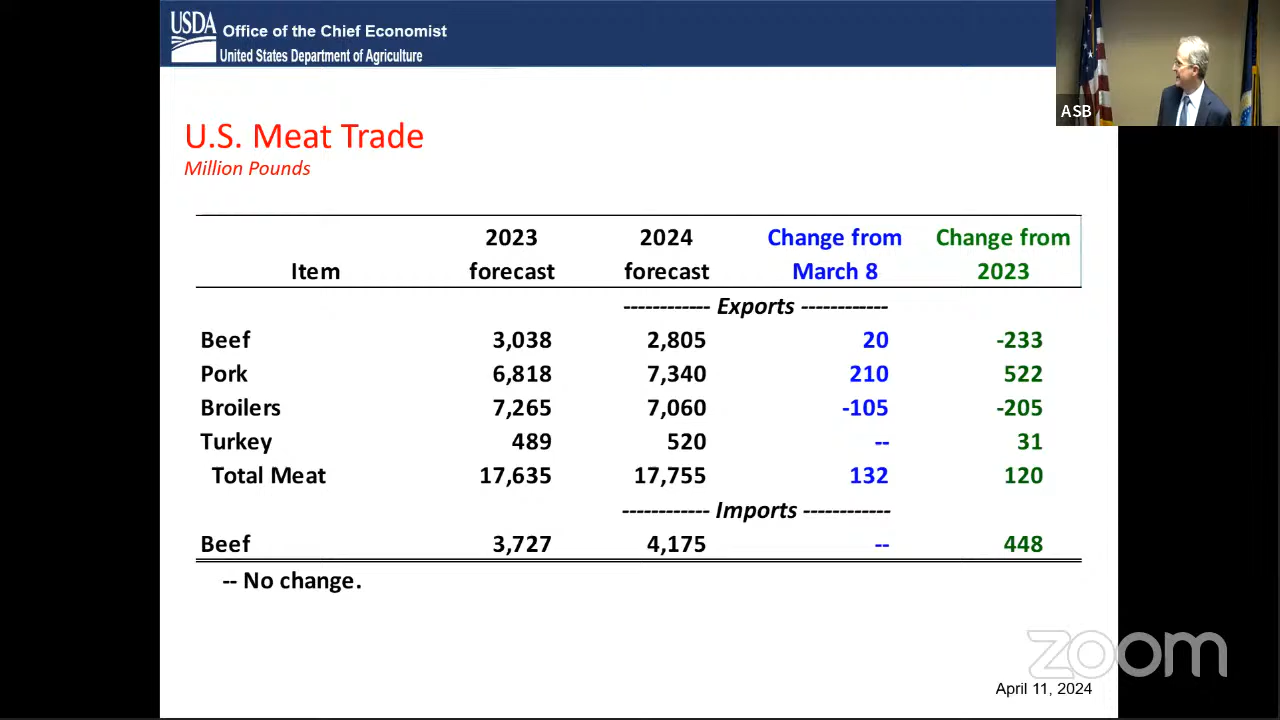 USDA
Office of the Chief Economist
United States Department of Agriculture
ASB
U.S. Meat Trade
Million Pounds
2023 2024 Change from Change from
Item forecast forecast March 8 2023
------------ Exports ------------
Beef 3,038 2,805 20 -233
Pork 6,818 7,340 210 522
Broilers 7,265 7,060 -105 -205
Turkey 489 520 -- 31
Total Meat 17,635 17,755 132 120
------------ Imports ------------
Beef 3,727 4,175 -- 448
-- No change.
zoom
April 11, 2024